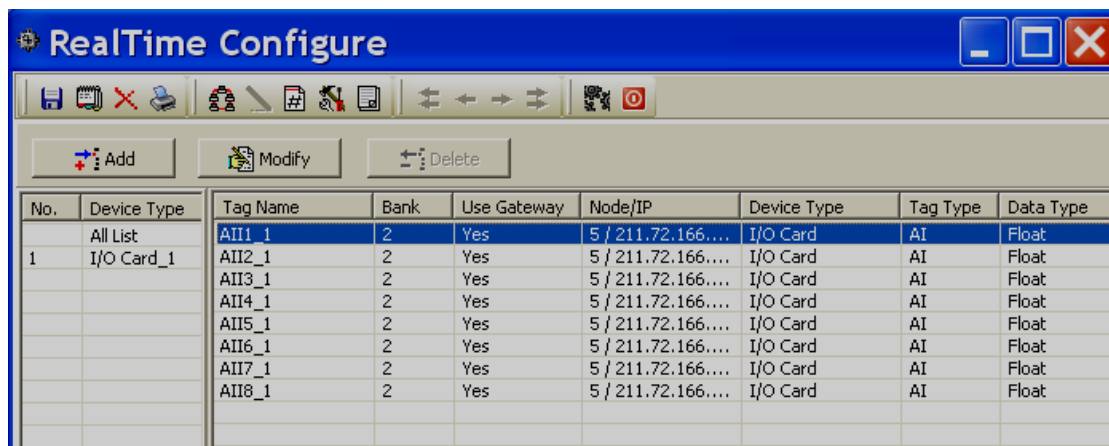 RealTime Configure
Add Modify Delete
No. Device Type Tag Name Bank Use Gateway Node/IP Device Type Tag Type Data Type
All List AII1_1 2 Yes 5 / 211.72.166.... I/O Card AI Float
1 I/O Card_1 AII2_1 2 Yes 5 / 211.72.166.... I/O Card AI Float
AII3_1 2 Yes 5 / 211.72.166.... I/O Card AI Float
AII4_1 2 Yes 5 / 211.72.166.... I/O Card AI Float
AII5_1 2 Yes 5 / 211.72.166.... I/O Card AI Float
AII6_1 2 Yes 5 / 211.72.166.... I/O Card AI Float
AII7_1 2 Yes 5 / 211.72.166.... I/O Card AI Float
AII8_1 2 Yes 5 / 211.72.166.... I/O Card AI Float